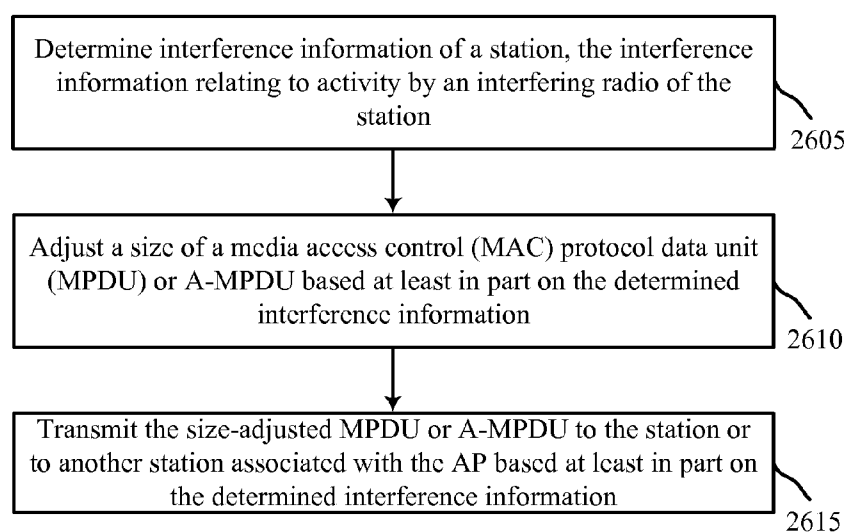 Determine interference information of a station, the interference
information relating to activity by an interfering radio of the
station
2605
Adjust a size of a media access control (MAC) protocol data unit
(MPDU) or A-MPDU based at least in part on the determined
interference information
2610
Transmit the size-adjusted MPDU or A-MPDU to the station or
to another station associated with the AP based at least in part on
the determined interference information
2615